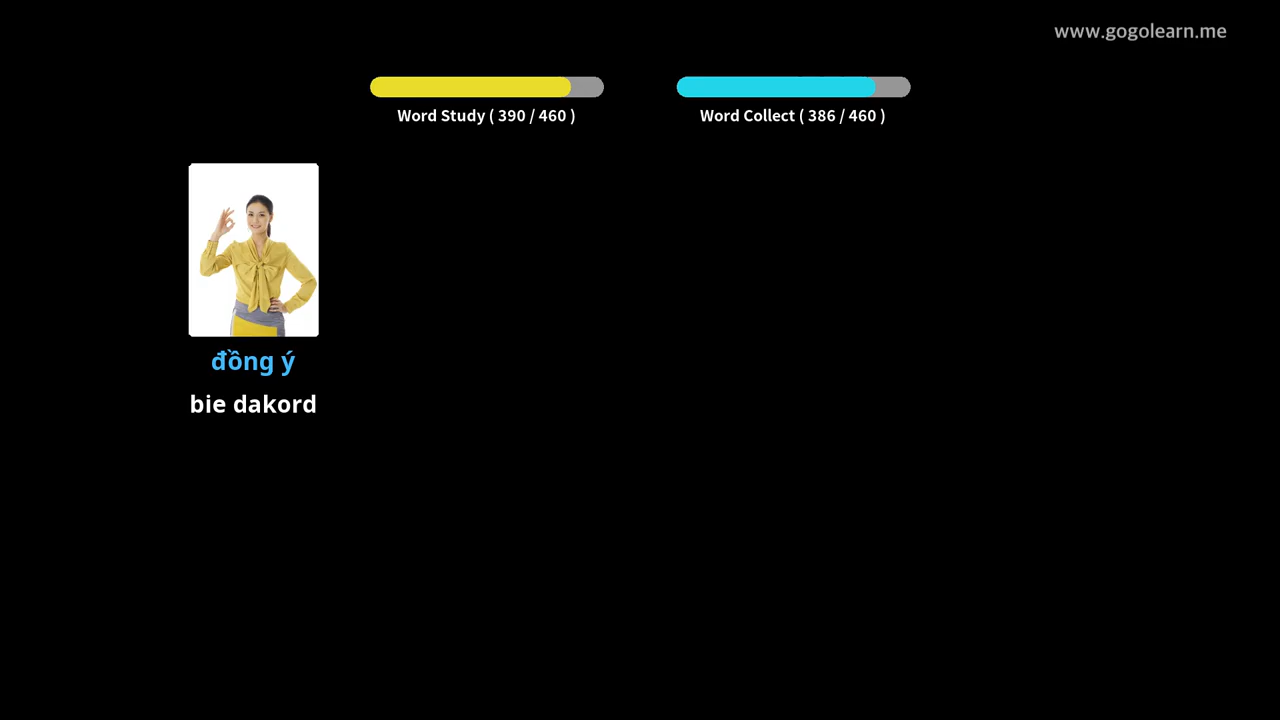 www.gogolearn.me
Word Study ( 390 / 460 )
Word Collect ( 386 / 460 )
đồng ý
bie dakord